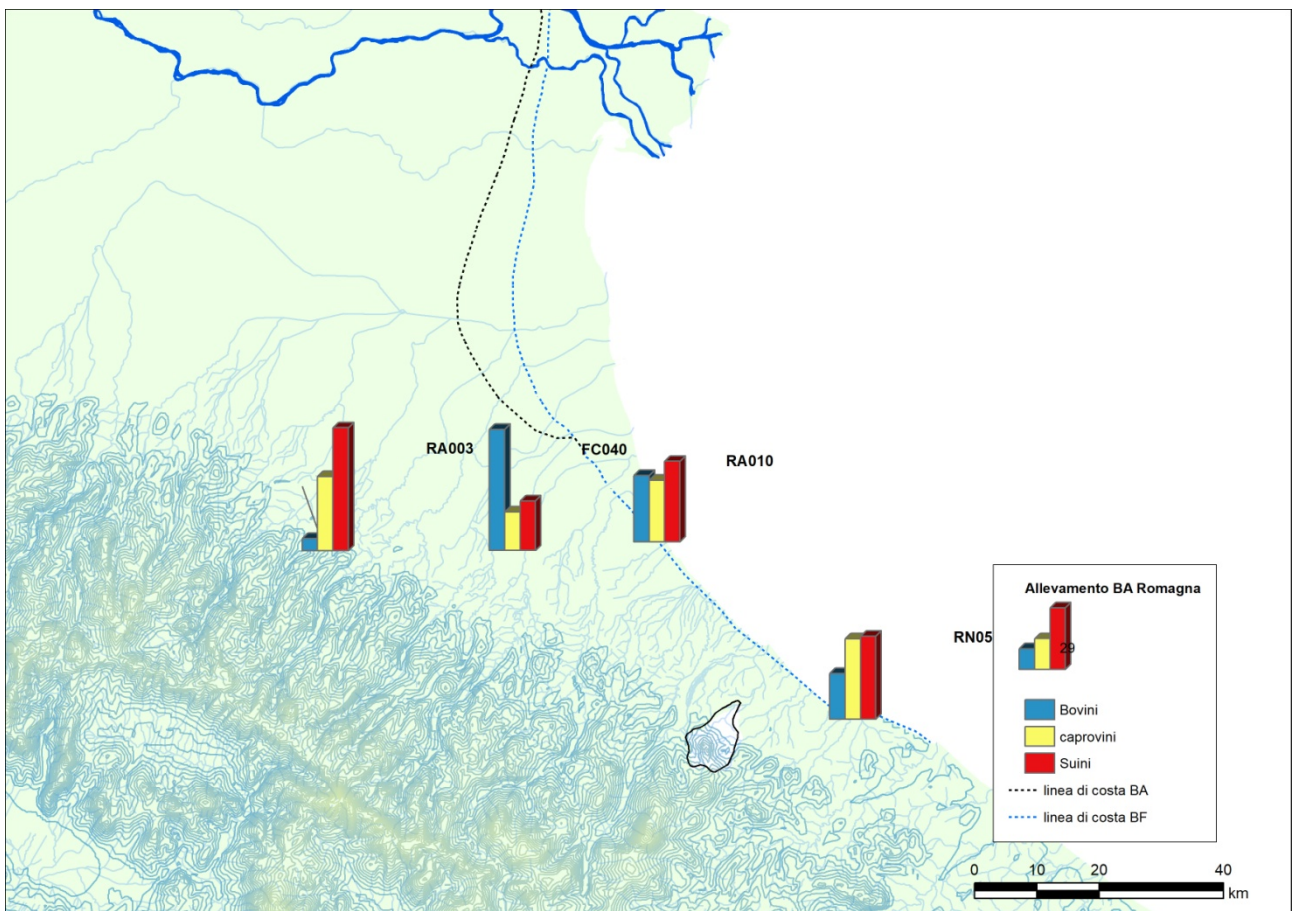 RA003
FC040
RA010
RN05
Allevamento BA Romagna
29
Bovini
caprovini
Suini
linea di costa BA
linea di costa BF
0 10 20 40
km